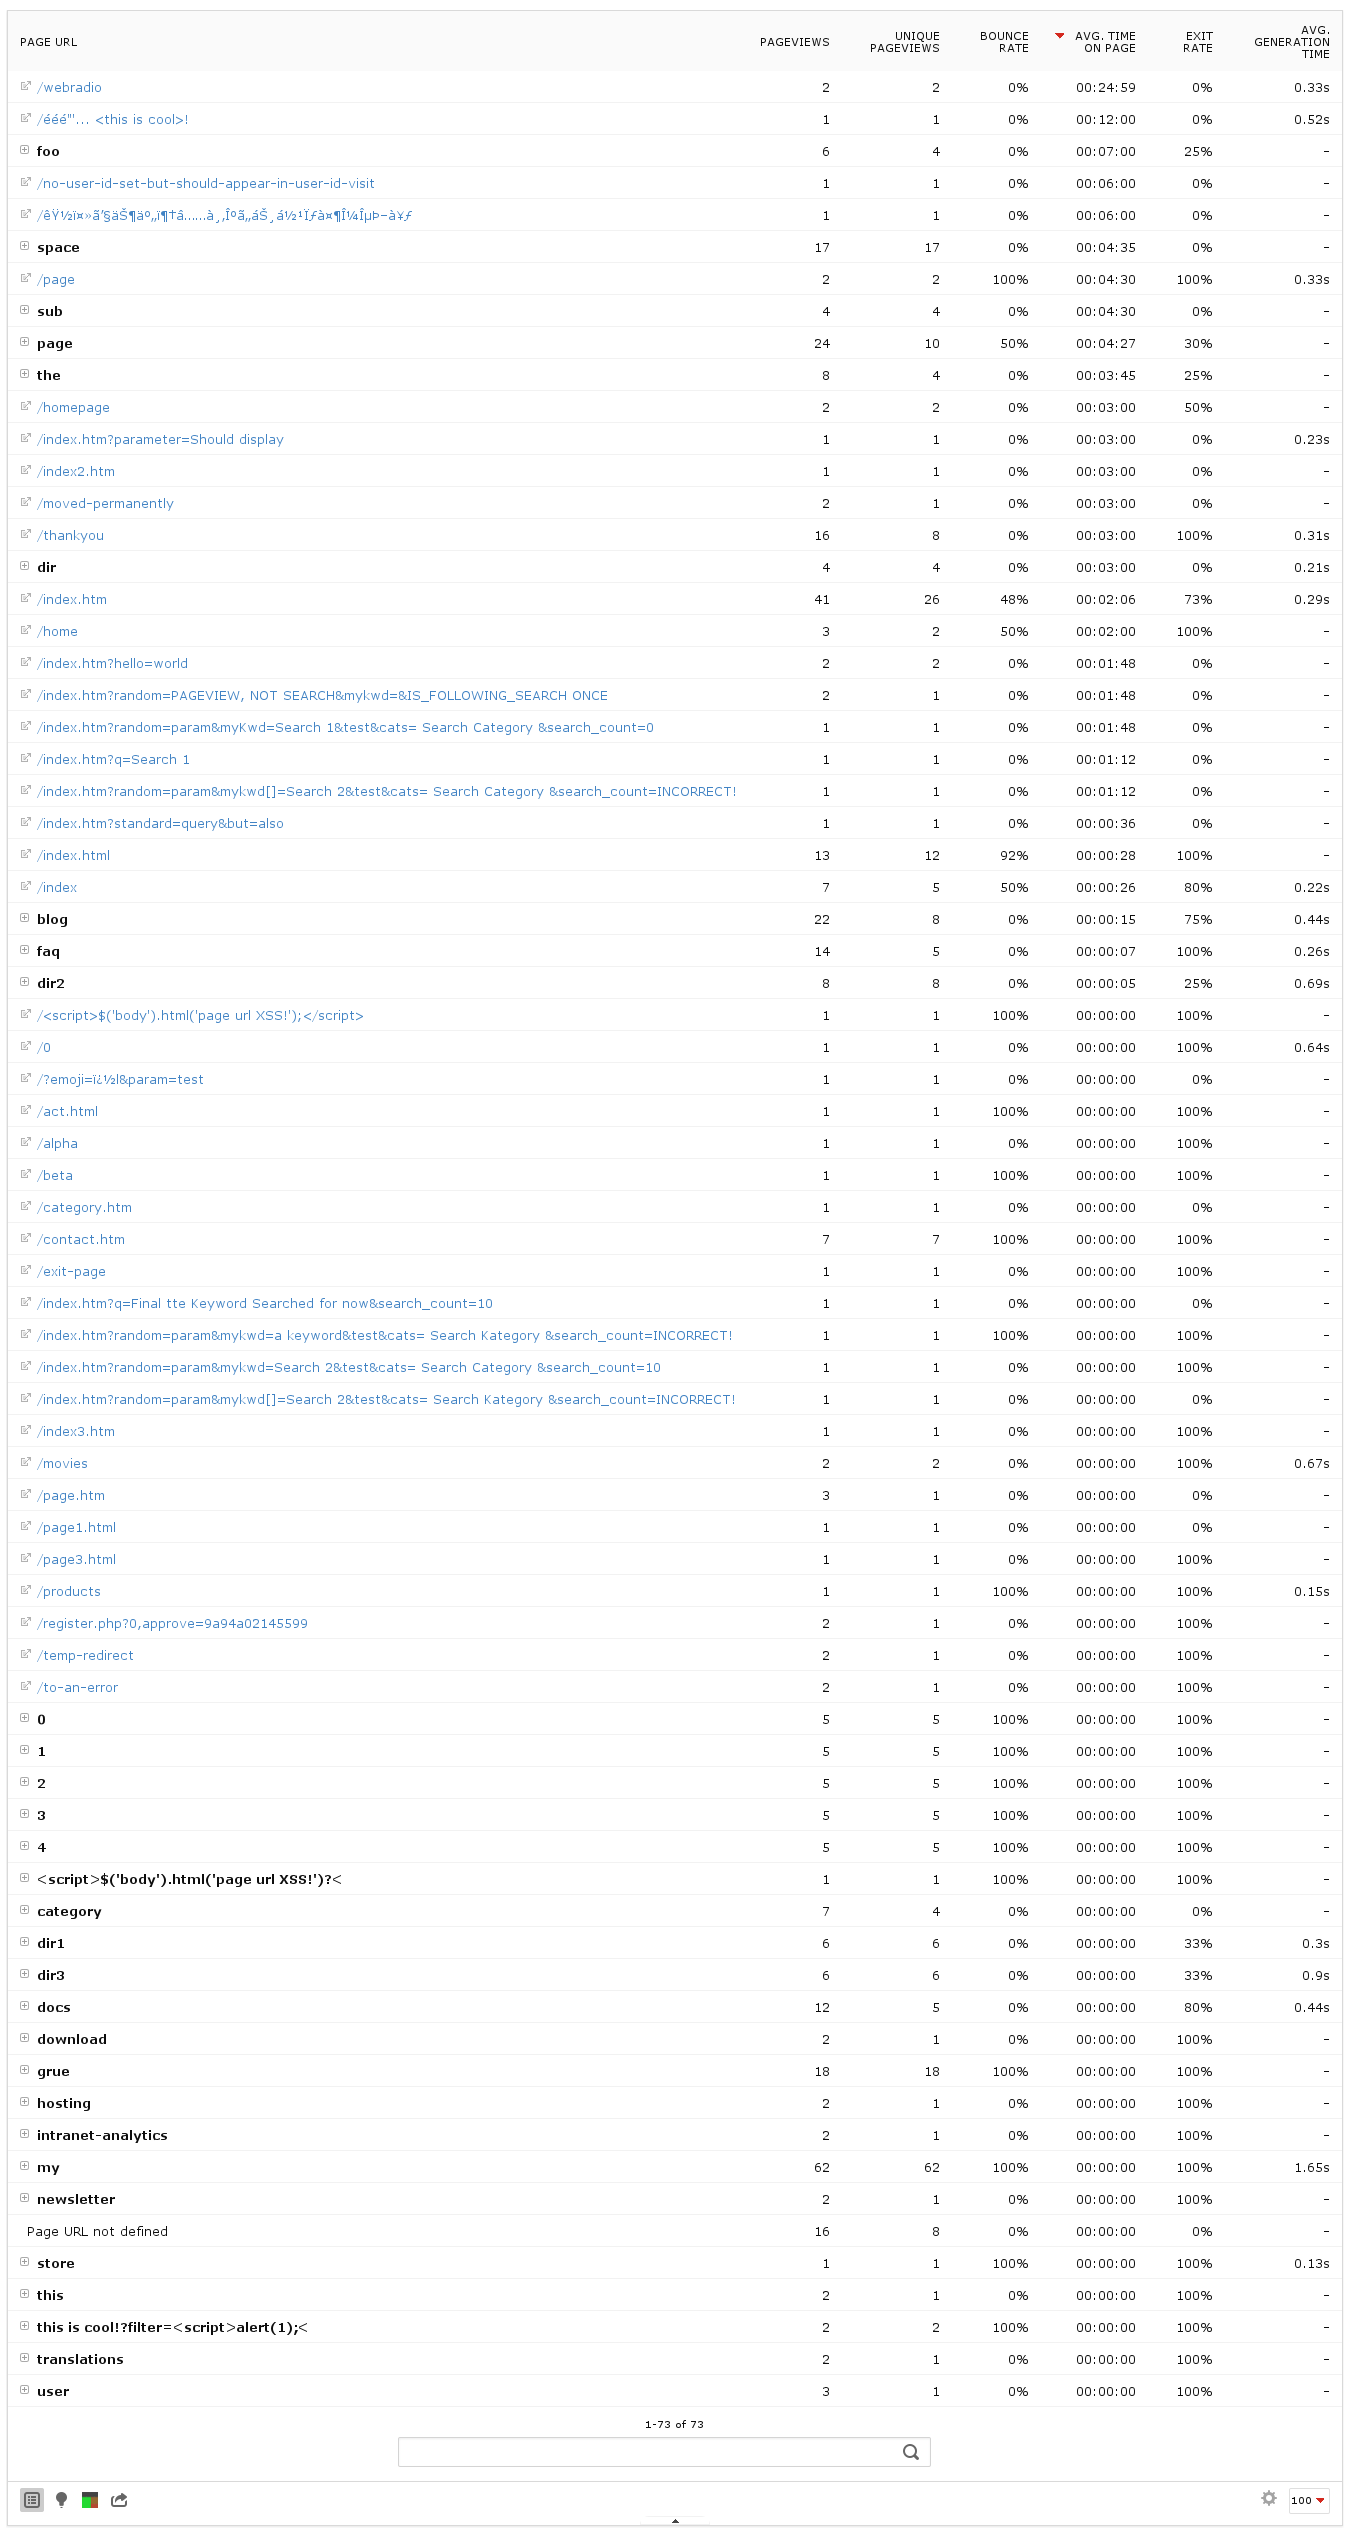 PAGE URL PAGEVIEWS UNIQUE PAGEVIEWS BOUNCE RATE AVG. TIME ON PAGE EXIT RATE AVG. GENERATION TIME
/webradio 2 2 0% 00:24:59 0% 0.33s
/ééé"'... <this is cool>! 1 1 0% 00:12:00 0% 0.52s
foo 6 4 0% 00:07:00 25% -
/no-user-id-set-but-should-appear-in-user-id-visit 1 1 0% 00:06:00 0% -
1 1 0% 00:06:00 0% -
space 17 17 0% 00:04:35 0% -
/page 2 2 100% 00:04:30 100% 0.33s
sub 4 4 0% 00:04:30 0% -
page 24 10 50% 00:04:27 30% -
the 8 4 0% 00:03:45 25% -
/homepage 2 2 0% 00:03:00 50% -
/index.htm?parameter=Should display 1 1 0% 00:03:00 0% 0.23s
/index2.htm 1 1 0% 00:03:00 0% -
/moved-permanently 2 1 0% 00:03:00 0% -
/thankyou 16 8 0% 00:03:00 100% 0.31s
dir 4 4 0% 00:03:00 0% 0.21s
/index.htm 41 26 48% 00:02:06 73% 0.29s
/home 3 2 50% 00:02:00 100% -
/index.htm?hello=world 2 2 0% 00:01:48 0% -
/index.htm?random=PAGEVIEW, NOT SEARCH&mykwd=&IS_FOLLOWING_SEARCH ONCE 2 1 0% 00:01:48 0% -
/index.htm?random=param&myKwd=Search 1&test&cats= Search Category &search_count=0 1 1 0% 00:01:48 0% -
/index.htm?q=Search 1 1 1 0% 00:01:12 0% -
/index.htm?random=param&mykwd[]=Search 2&test&cats= Search Category &search_count=INCORRECT! 1 1 0% 00:01:12 0% -
/index.htm?standard=query&but=also 1 1 0% 00:00:36 0% -
/index.html 13 12 92% 00:00:28 100% -
/index 7 5 50% 00:00:26 80% 0.22s
blog 22 8 0% 00:00:15 75% 0.44s
faq 14 5 0% 00:00:07 100% 0.26s
dir2 8 8 0% 00:00:05 25% 0.69s
/<script>$('body').html('page url XSS!');</script> 1 1 100% 00:00:00 100% -
/0 1 1 0% 00:00:00 100% 0.64s
/?emoji=ï¿½l&param=test 1 1 0% 00:00:00 0% -
/act.html 1 1 100% 00:00:00 100% -
/alpha 1 1 0% 00:00:00 100% -
/beta 1 1 100% 00:00:00 100% -
/category.htm 1 1 0% 00:00:00 0% -
/contact.htm 7 7 100% 00:00:00 100% -
/exit-page 1 1 0% 00:00:00 100% -
/index.htm?q=Final tte Keyword Searched for now&search_count=10 1 1 0% 00:00:00 0% -
/index.htm?random=param&mykwd=a keyword&test&cats= Search Kategory &search_count=INCORRECT! 1 1 100% 00:00:00 100% -
/index.htm?random=param&mykwd=Search 2&test&cats= Search Category &search_count=10 1 1 0% 00:00:00 100% -
/index.htm?random=param&mykwd[]=Search 2&test&cats= Search Kategory &search_count=INCORRECT! 1 1 0% 00:00:00 0% -
/index3.htm 1 1 0% 00:00:00 100% -
/movies 2 2 0% 00:00:00 100% 0.67s
/page.htm 3 1 0% 00:00:00 0% -
/page1.html 1 1 0% 00:00:00 0% -
/page3.html 1 1 0% 00:00:00 100% -
/products 1 1 100% 00:00:00 100% 0.15s
/register.php?0,approve=9a94a02145599 2 1 0% 00:00:00 100% -
/temp-redirect 2 1 0% 00:00:00 100% -
/to-an-error 2 1 0% 00:00:00 100% -
0 5 5 100% 00:00:00 100% -
1 5 5 100% 00:00:00 100% -
2 5 5 100% 00:00:00 100% -
3 5 5 100% 00:00:00 100% -
4 5 5 100% 00:00:00 100% -
<script>$('body').html('page url XSS!')?< 1 1 100% 00:00:00 100% -
category 7 4 0% 00:00:00 0% -
dir1 6 6 0% 00:00:00 33% 0.3s
dir3 6 6 0% 00:00:00 33% 0.9s
docs 12 5 0% 00:00:00 80% 0.44s
download 2 1 0% 00:00:00 100% -
grue 18 18 100% 00:00:00 100% -
hosting 2 1 0% 00:00:00 100% -
intranet-analytics 2 1 0% 00:00:00 100% -
my 62 62 100% 00:00:00 100% 1.65s
newsletter 2 1 0% 00:00:00 100% -
Page URL not defined 16 8 0% 00:00:00 0% -
store 1 1 100% 00:00:00 100% 0.13s
this 2 1 0% 00:00:00 100% -
this is cool!?filter=<script>alert(1);< 2 2 100% 00:00:00 100% -
translations 2 1 0% 00:00:00 100% -
user 3 1 0% 00:00:00 100% -
1-73 of 73
100